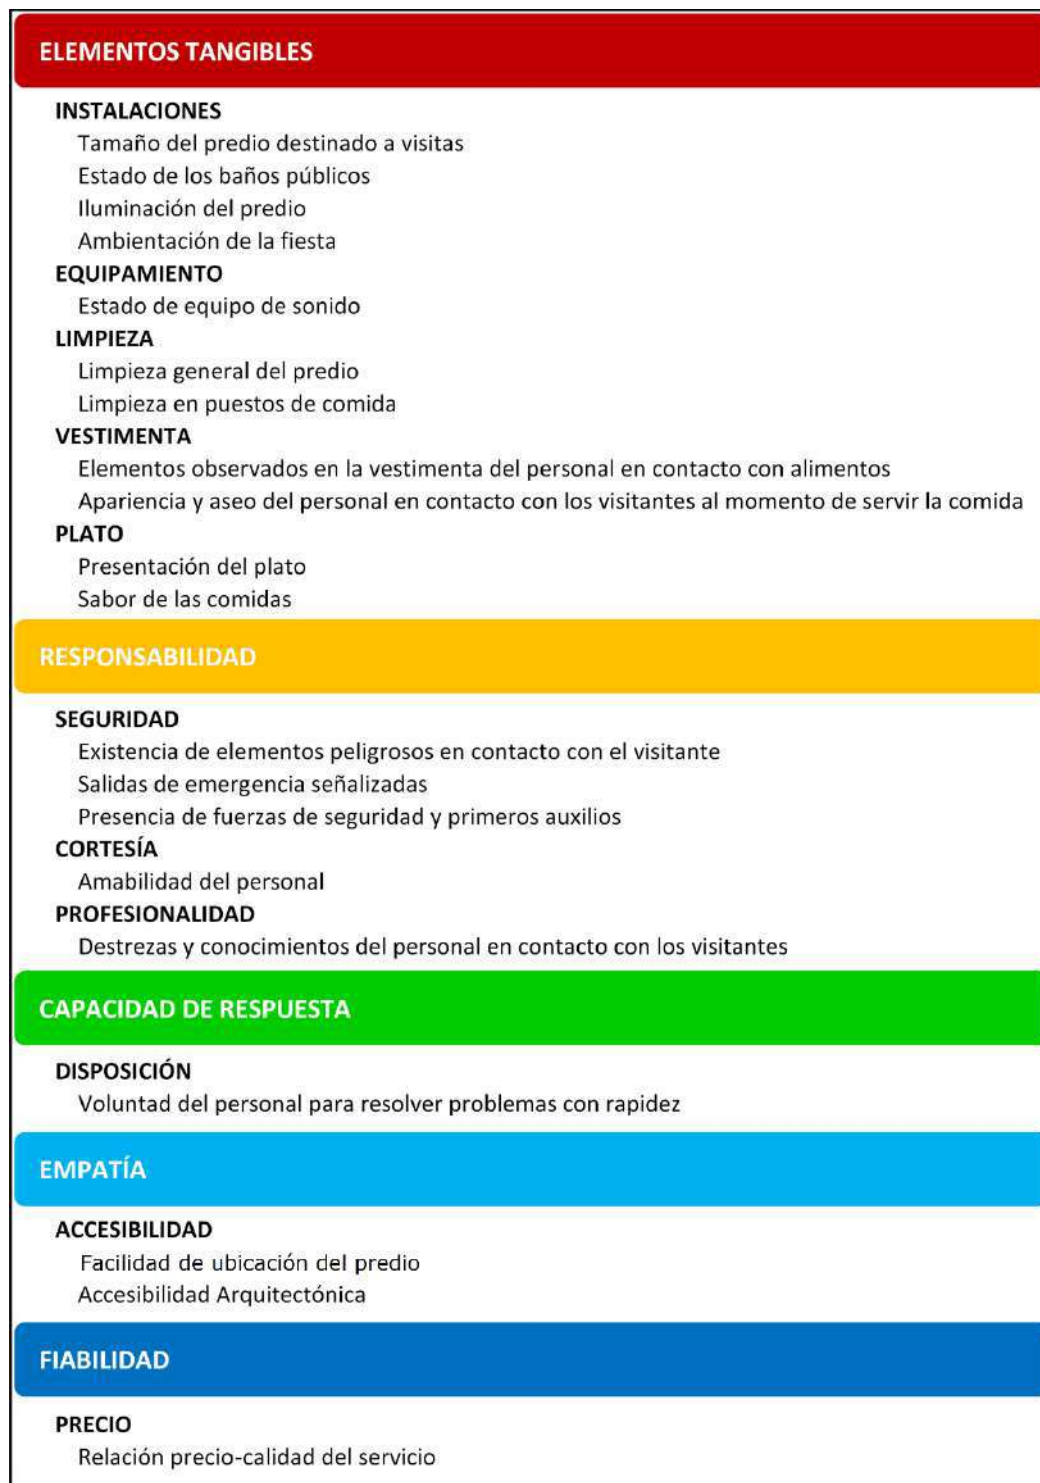 ELEMENTOS TANGIBLES
INSTALACIONES
Tamaño del predio destinado a visitas
Estado de los baños públicos
Iluminación del predio
Ambientación de la fiesta
EQUIPAMIENTO
Estado de equipo de sonido
LIMPIEZA
Limpieza general del predio
Limpieza en puestos de comida
VESTIMENTA
Elementos observados en la vestimenta del personal en contacto con alimentos
Apariencia y aseo del personal en contacto con los visitantes al momento de servir la comida
PLATO
Presentación del plato
Sabor de las comidas
RESPONSABILIDAD
SEGURIDAD
Existencia de elementos peligrosos en contacto con el visitante
Salidas de emergencia señalizadas
Presencia de fuerzas de seguridad y primeros auxilios
CORTESÍA
Amabilidad del personal
PROFESIONALIDAD
Destrezas y conocimientos del personal en contacto con los visitantes
CAPACIDAD DE RESPUESTA
DISPOSICIÓN
Voluntad del personal para resolver problemas con rapidez
EMPATÍA
ACCESIBILIDAD
Facilidad de ubicación del predio
Accesibilidad Arquitectónica
FIABILIDAD
PRECIO
Relación precio-calidad del servicio